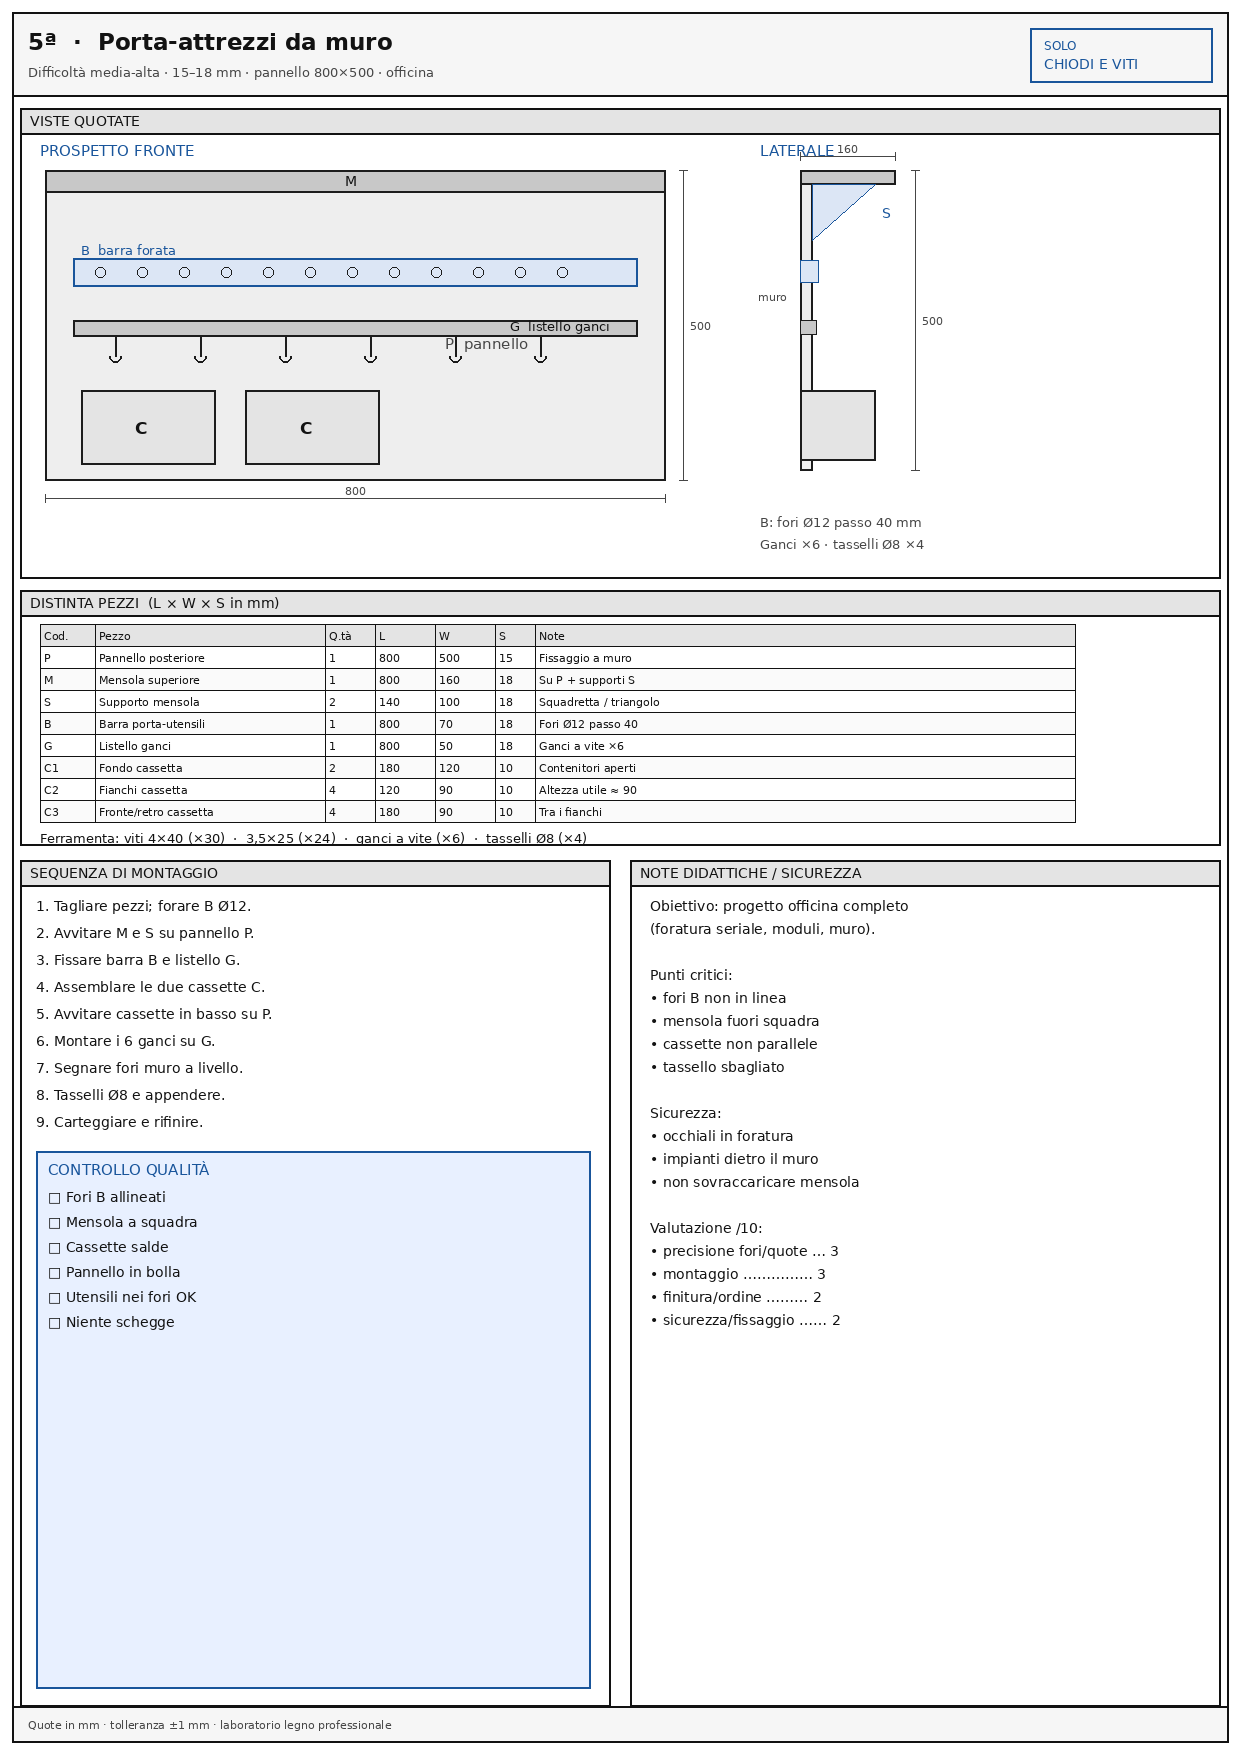 5ª · Porta-attrezzi da muro
Difficoltà media-alta · 15–18 mm · pannello 800×500 · officina
SOLO
CHIODI E VITI
VISTE QUOTATE
PROSPETTO FRONTE
M
B barra forata
G listello ganci
P pannello
C
C
500
800
LATERALE
160
S
muro
500
B: fori Ø12 passo 40 mm
Ganci ×6 · tasselli Ø8 ×4
DISTINTA PEZZI (L × W × S in mm)
Cod. Pezzo Q.tà L W S Note
P Pannello posteriore 1 800 500 15 Fissaggio a muro
M Mensola superiore 1 800 160 18 Su P + supporti S
S Supporto mensola 2 140 100 18 Squadretta / triangolo
B Barra porta-utensili 1 800 70 18 Fori Ø12 passo 40
G Listello ganci 1 800 50 18 Ganci a vite ×6
C1 Fondo cassetta 2 180 120 10 Contenitori aperti
C2 Fianchi cassetta 4 120 90 10 Altezza utile ≈ 90
C3 Fronte/retro cassetta 4 180 90 10 Tra i fianchi
Ferramenta: viti 4×40 (×30) · 3,5×25 (×24) · ganci a vite (×6) · tasselli Ø8 (×4)
SEQUENZA DI MONTAGGIO
1. Tagliare pezzi; forare B Ø12.
2. Avvitare M e S su pannello P.
3. Fissare barra B e listello G.
4. Assemblare le due cassette C.
5. Avvitare cassette in basso su P.
6. Montare i 6 ganci su G.
7. Segnare fori muro a livello.
8. Tasselli Ø8 e appendere.
9. Carteggiare e rifinire.
CONTROLLO QUALITÀ
□ Fori B allineati
□ Mensola a squadra
□ Cassette salde
□ Pannello in bolla
□ Utensili nei fori OK
□ Niente schegge
NOTE DIDATTICHE / SICUREZZA
Obiettivo: progetto officina completo
(foratura seriale, moduli, muro).
Punti critici:
• fori B non in linea
• mensola fuori squadra
• cassette non parallele
• tassello sbagliato
Sicurezza:
• occhiali in foratura
• impianti dietro il muro
• non sovraccaricare mensola
Valutazione /10:
• precisione fori/quote ... 3
• montaggio ............... 3
• finitura/ordine ......... 2
• sicurezza/fissaggio ...... 2
Quote in mm · tolleranza ±1 mm · laboratorio legno professionale